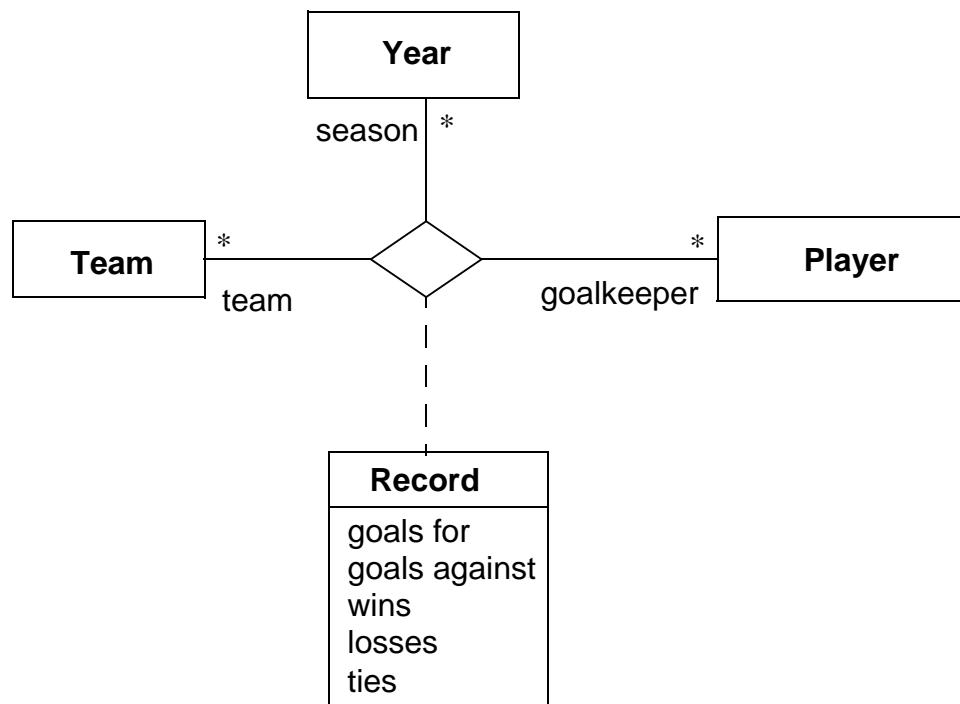 Year
season *
Team
*
team
*
goalkeeper
Player
Record
goals for
goals against
wins
losses
ties